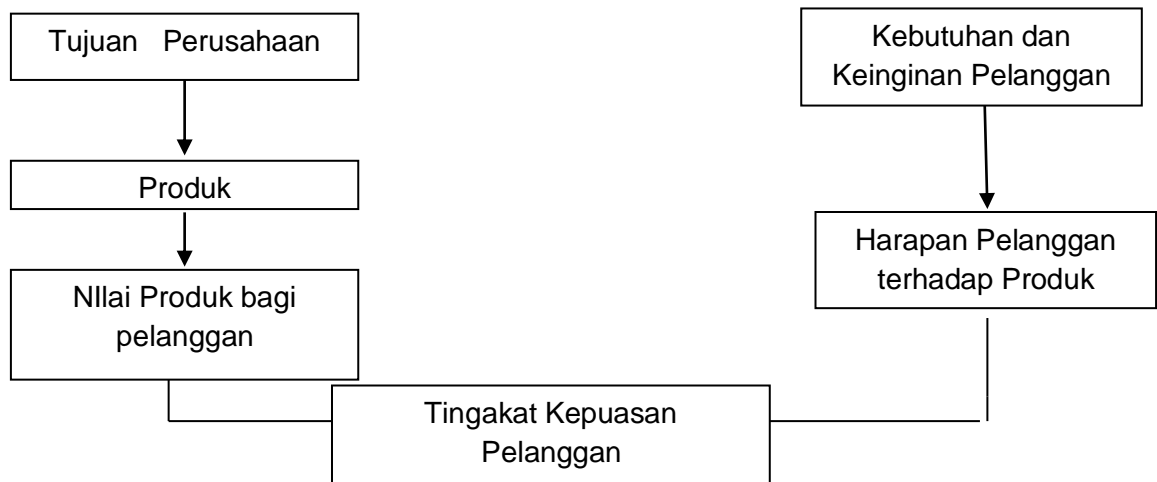 Tujuan Perusahaan
Kebutuhan dan
Keinginan Pelanggan
Produk
Harapan Pelanggan
terhadap Produk
NIlai Produk bagi
pelanggan
Tingakat Kepuasan
Pelanggan